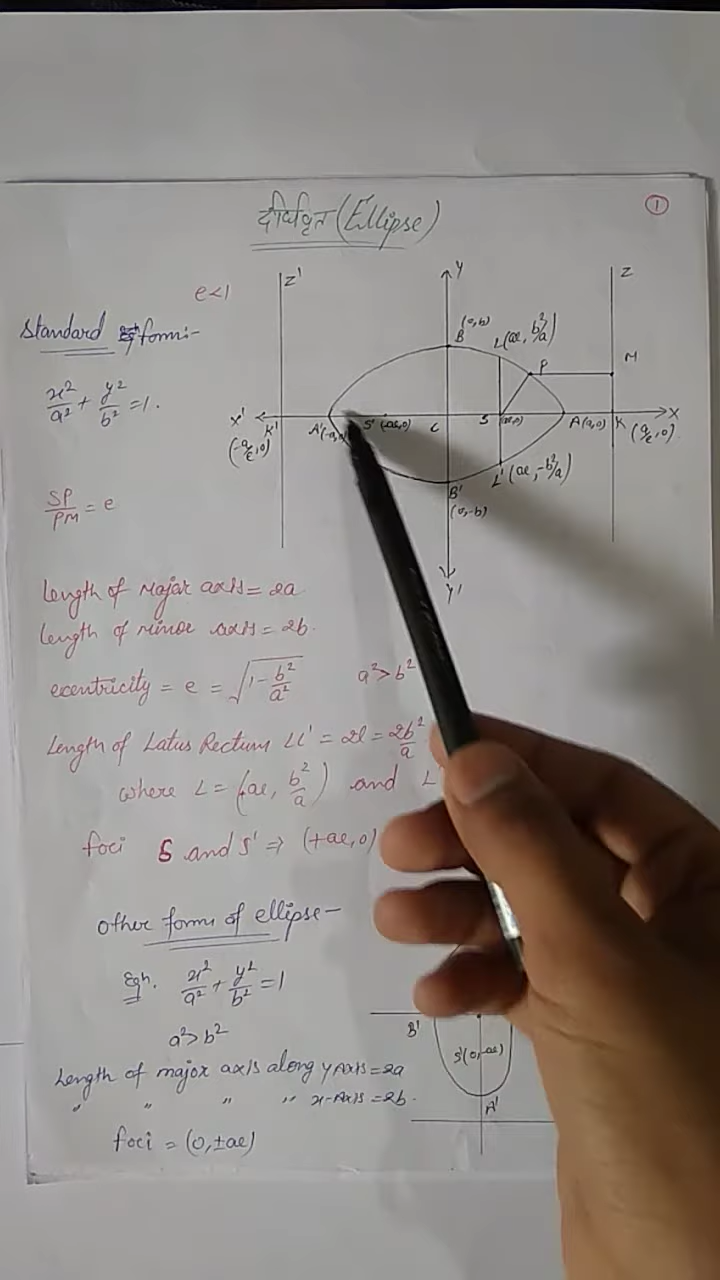 दीर्घवृत्त (Ellipse)
1
e<1
Standard form:-
x²/a² + y²/b² = 1.
SP/PM = e
Z'
Y
Z
B (0,b)
L(ae, b²/a)
P
M
X'
K'
(-a/e, 0)
A'(-a,0)
S' (-ae,0)
C
S (ae,0)
A (a,0)
K
(a/e, 0)
X
L' (ae, -b²/a)
B'
(0,-b)
Y'
Length of Major axis = 2a
Length of minor axis = 2b.
ecentricity = e = √(1 - b²/a²) a²>b²
Length of Latus Rectum LL' = 2l = 2b²/a
where L = (ae, b²/a) and L
foci S and S' ⇒ (+ae,0)
Other forms of ellipse-
Eqn. x²/a² + y²/b² = 1
a²>b²
Length of major axis along y Axis = 2a
" " " " x-Axis = 2b.
foci = (0,±ae)
B'
S'(0,-ae)
A'